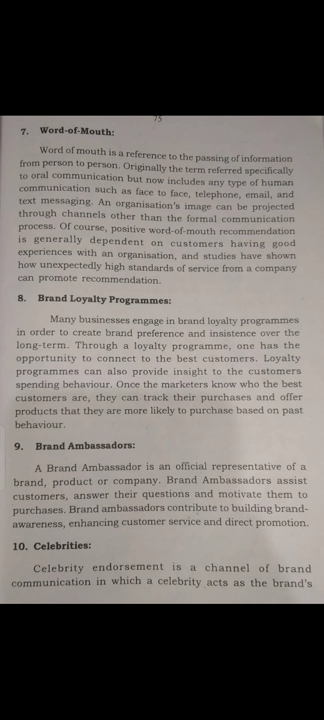 75
7. Word-of-Mouth:
Word of mouth is a reference to the passing of information
from person to person. Originally the term referred specifically
to oral communication but now includes any type of human
communication such as face to face, telephone, email, and
text messaging. An organisation's image can be projected
through channels other than the formal communication
process. Of course, positive word-of-mouth recommendation
is generally dependent on customers having good
experiences with an organisation, and studies have shown
how unexpectedly high standards of service from a company
can promote recommendation.
8. Brand Loyalty Programmes:
Many businesses engage in brand loyalty programmes
in order to create brand preference and insistence over the
long-term. Through a loyalty programme, one has the
opportunity to connect to the best customers. Loyalty
programmes can also provide insight to the customers
spending behaviour. Once the marketers know who the best
customers are, they can track their purchases and offer
products that they are more likely to purchase based on past
behaviour.
9. Brand Ambassadors:
A Brand Ambassador is an official representative of a
brand, product or company. Brand Ambassadors assist
customers, answer their questions and motivate them to
purchases. Brand ambassadors contribute to building brand-
awareness, enhancing customer service and direct promotion.
10. Celebrities:
Celebrity endorsement is a channel of brand
communication in which a celebrity acts as the brand's